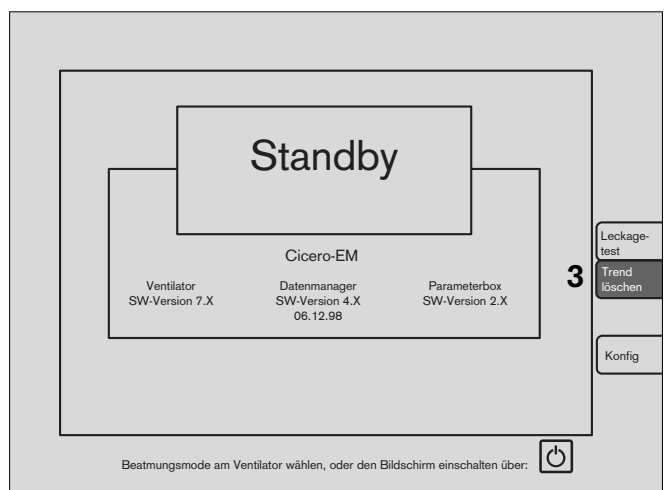 Standby
Cicero-EM
Ventilator
SW-Version 7.X
Datenmanager
SW-Version 4.X
06.12.98
Parameterbox
SW-Version 2.X
Leckage-
test
3
Trend
löschen
Konfig
Beatmungsmode am Ventilator wählen, oder den Bildschirm einschalten über: